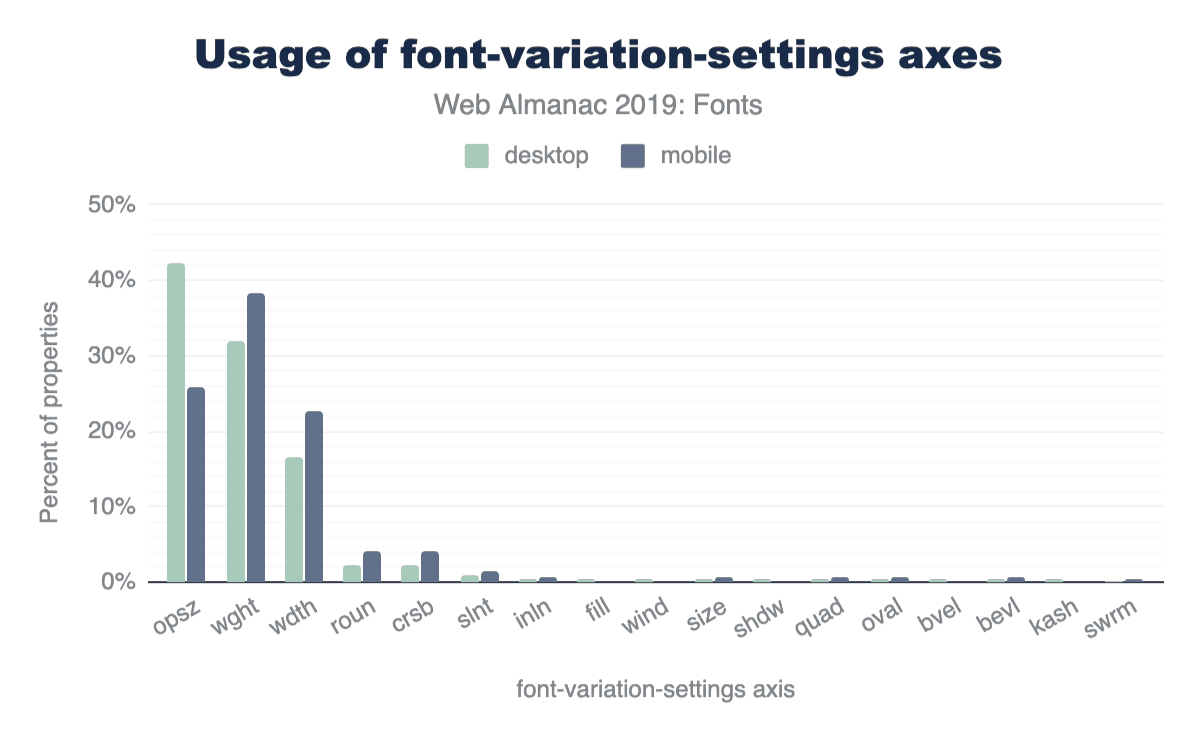 Usage of font-variation-settings axes
Web Almanac 2019: Fonts
desktop mobile
Percent of properties
50%
40%
30%
20%
10%
0%
opsz wght wdth roun crsb slnt inln fill wind size shdw quad oval bvel bevl kash swrm
font-variation-settings axis